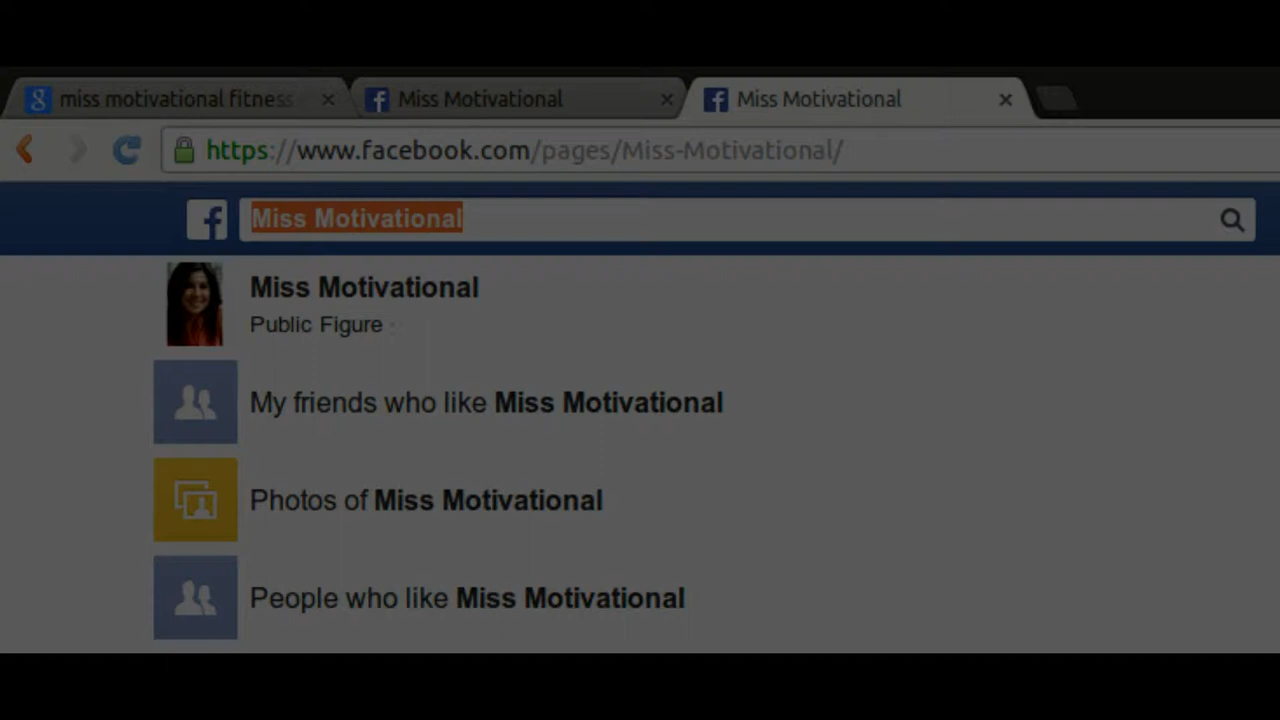 miss motivational fitness
Miss Motivational
Miss Motivational
https://www.facebook.com/pages/Miss-Motivational/
Miss Motivational
Miss Motivational
Public Figure ·
My friends who like Miss Motivational
Photos of Miss Motivational
People who like Miss Motivational